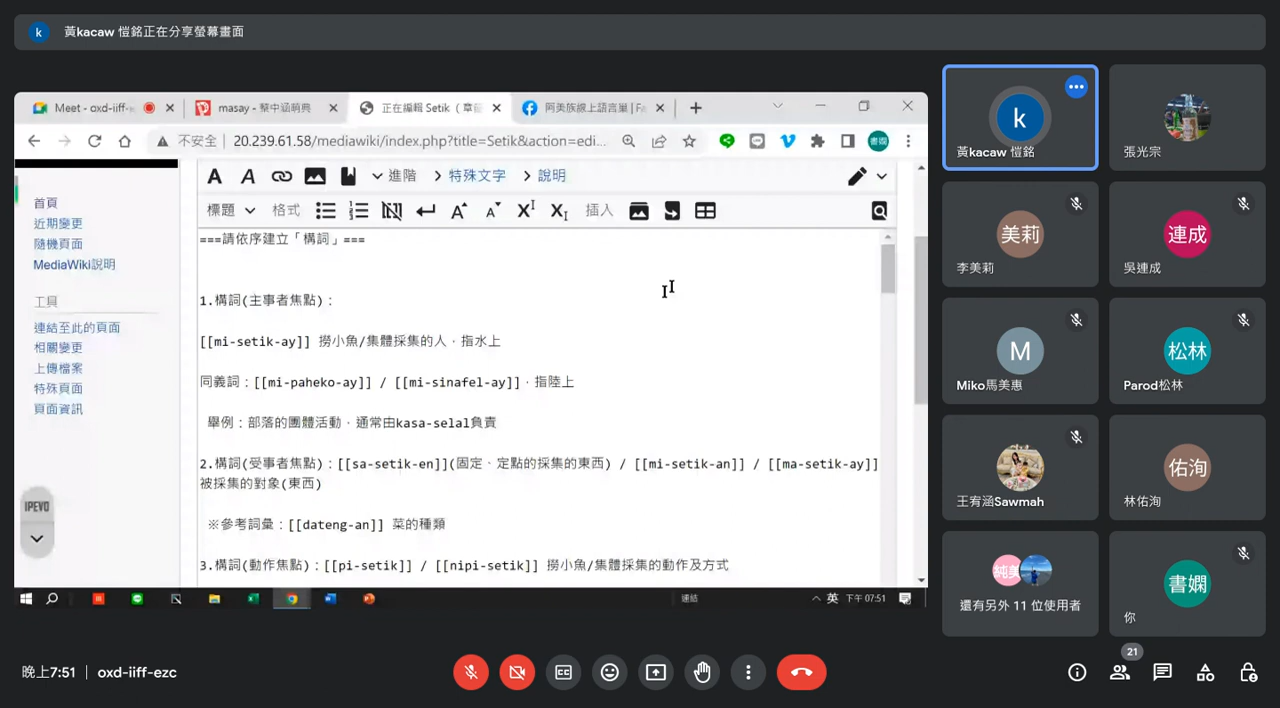 k 黃kacaw 愷銘正在分享螢幕畫面
Meet - oxd-iiff-
masay - 蔡中涵萌典
正在編輯 Setik（章節
阿美族線上語言巢 | Fa
不安全 | 20.239.61.58/mediawiki/index.php?title=Setik&action=edi...
書嫻
首頁
近期變更
隨機頁面
MediaWiki說明
工具
連結至此的頁面
相關變更
上傳檔案
特殊頁面
頁面資訊
IPEVO
進階 特殊文字 說明
標題 格式 插入
===請依序建立「構詞」===
1.構詞(主事者焦點)：
[[mi-setik-ay]] 撈小魚/集體採集的人，指水上
同義詞：[[mi-paheko-ay]] / [[mi-sinafel-ay]]，指陸上
舉例：部落的團體活動，通常由kasa-selal負責
2.構詞(受事者焦點)：[[sa-setik-en]](固定、定點的採集的東西) / [[mi-setik-an]] / [[ma-setik-ay]]
被採集的對象(東西)
※參考詞彙：[[dateng-an]] 菜的種類
3.構詞(動作焦點)：[[pi-setik]] / [[nipi-setik]] 撈小魚/集體採集的動作及方式
連結
英 下午 07:51
k
黃kacaw 愷銘
張光宗
美莉
李美莉
連成
吳連成
M
Miko馬美惠
松林
Parod松林
王宥涵Sawmah
佑洵
林佑洵
純美
還有另外 11 位使用者
書嫻
你
晚上7:51 | oxd-iiff-ezc
21